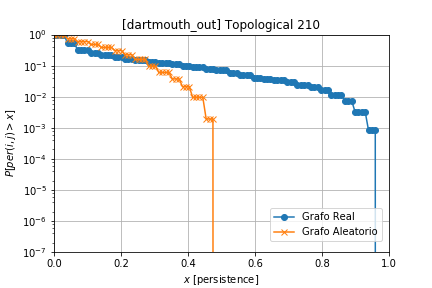 [dartmouth_out] Topological 210
P[per(i, j) > x]
10^0
10^-1
10^-2
10^-3
10^-4
10^-5
10^-6
10^-7
Grafo Real
Grafo Aleatorio
0.0 0.2 0.4 0.6 0.8 1.0
x [persistence]